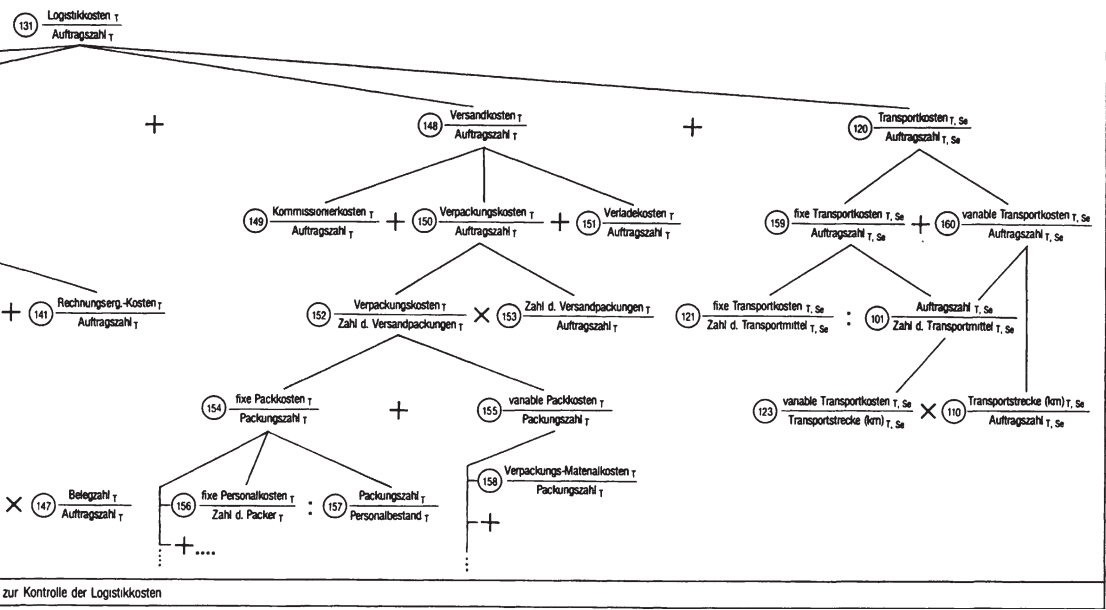 131 Logistikkosten T
Auftragszahl T
+ 148 Versandkosten T + 120 Transportkosten T, Se
Auftragszahl T Auftragszahl T, Se
149 Kommissionierkosten T + 150 Verpackungskosten T + 151 Verladekosten T 159 fixe Transportkosten T, Se + 160 variable Transportkosten T, Se
Auftragszahl T Auftragszahl T Auftragszahl T Auftragszahl T, Se Auftragszahl T, Se
+ 141 Rechnungserg.-Kosten T 152 Verpackungskosten T × 153 Zahl d. Versandpackungen T 121 fixe Transportkosten T, Se : 101 Auftragszahl T, Se
Auftragszahl T Zahl d. Versandpackungen T Auftragszahl T Zahl d. Transportmittel T, Se Zahl d. Transportmittel T, Se
154 fixe Packkosten T + 155 variable Packkosten T 123 variable Transportkosten T, Se × 110 Transportstrecke (km) T, Se
Packungszahl T Packungszahl T Transportstrecke (km) T, Se Auftragszahl T, Se
158 Verpackungs-Materialkosten T
Packungszahl T
× 147 Belegzahl T 156 fixe Personalkosten T : 157 Packungszahl T
Auftragszahl T Zahl d. Packer T Personalbestand T
+
+....
zur Kontrolle der Logistikkosten